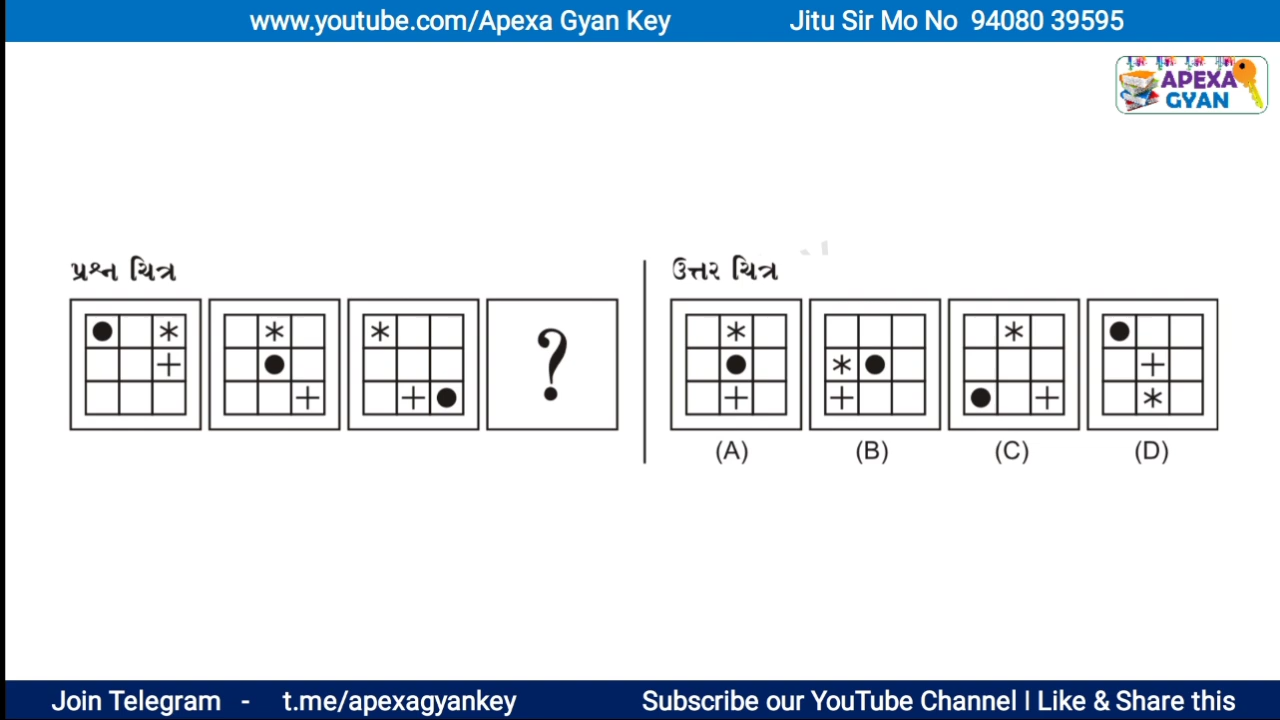 www.youtube.com/Apexa Gyan Key Jitu Sir Mo No 94080 39595
APEXA
GYAN
પ્રશ્ન ચિત્ર
ઉત્તર ચિત્ર
?
(A) (B) (C) (D)
Join Telegram - t.me/apexagyankey Subscribe our YouTube Channel | Like & Share this